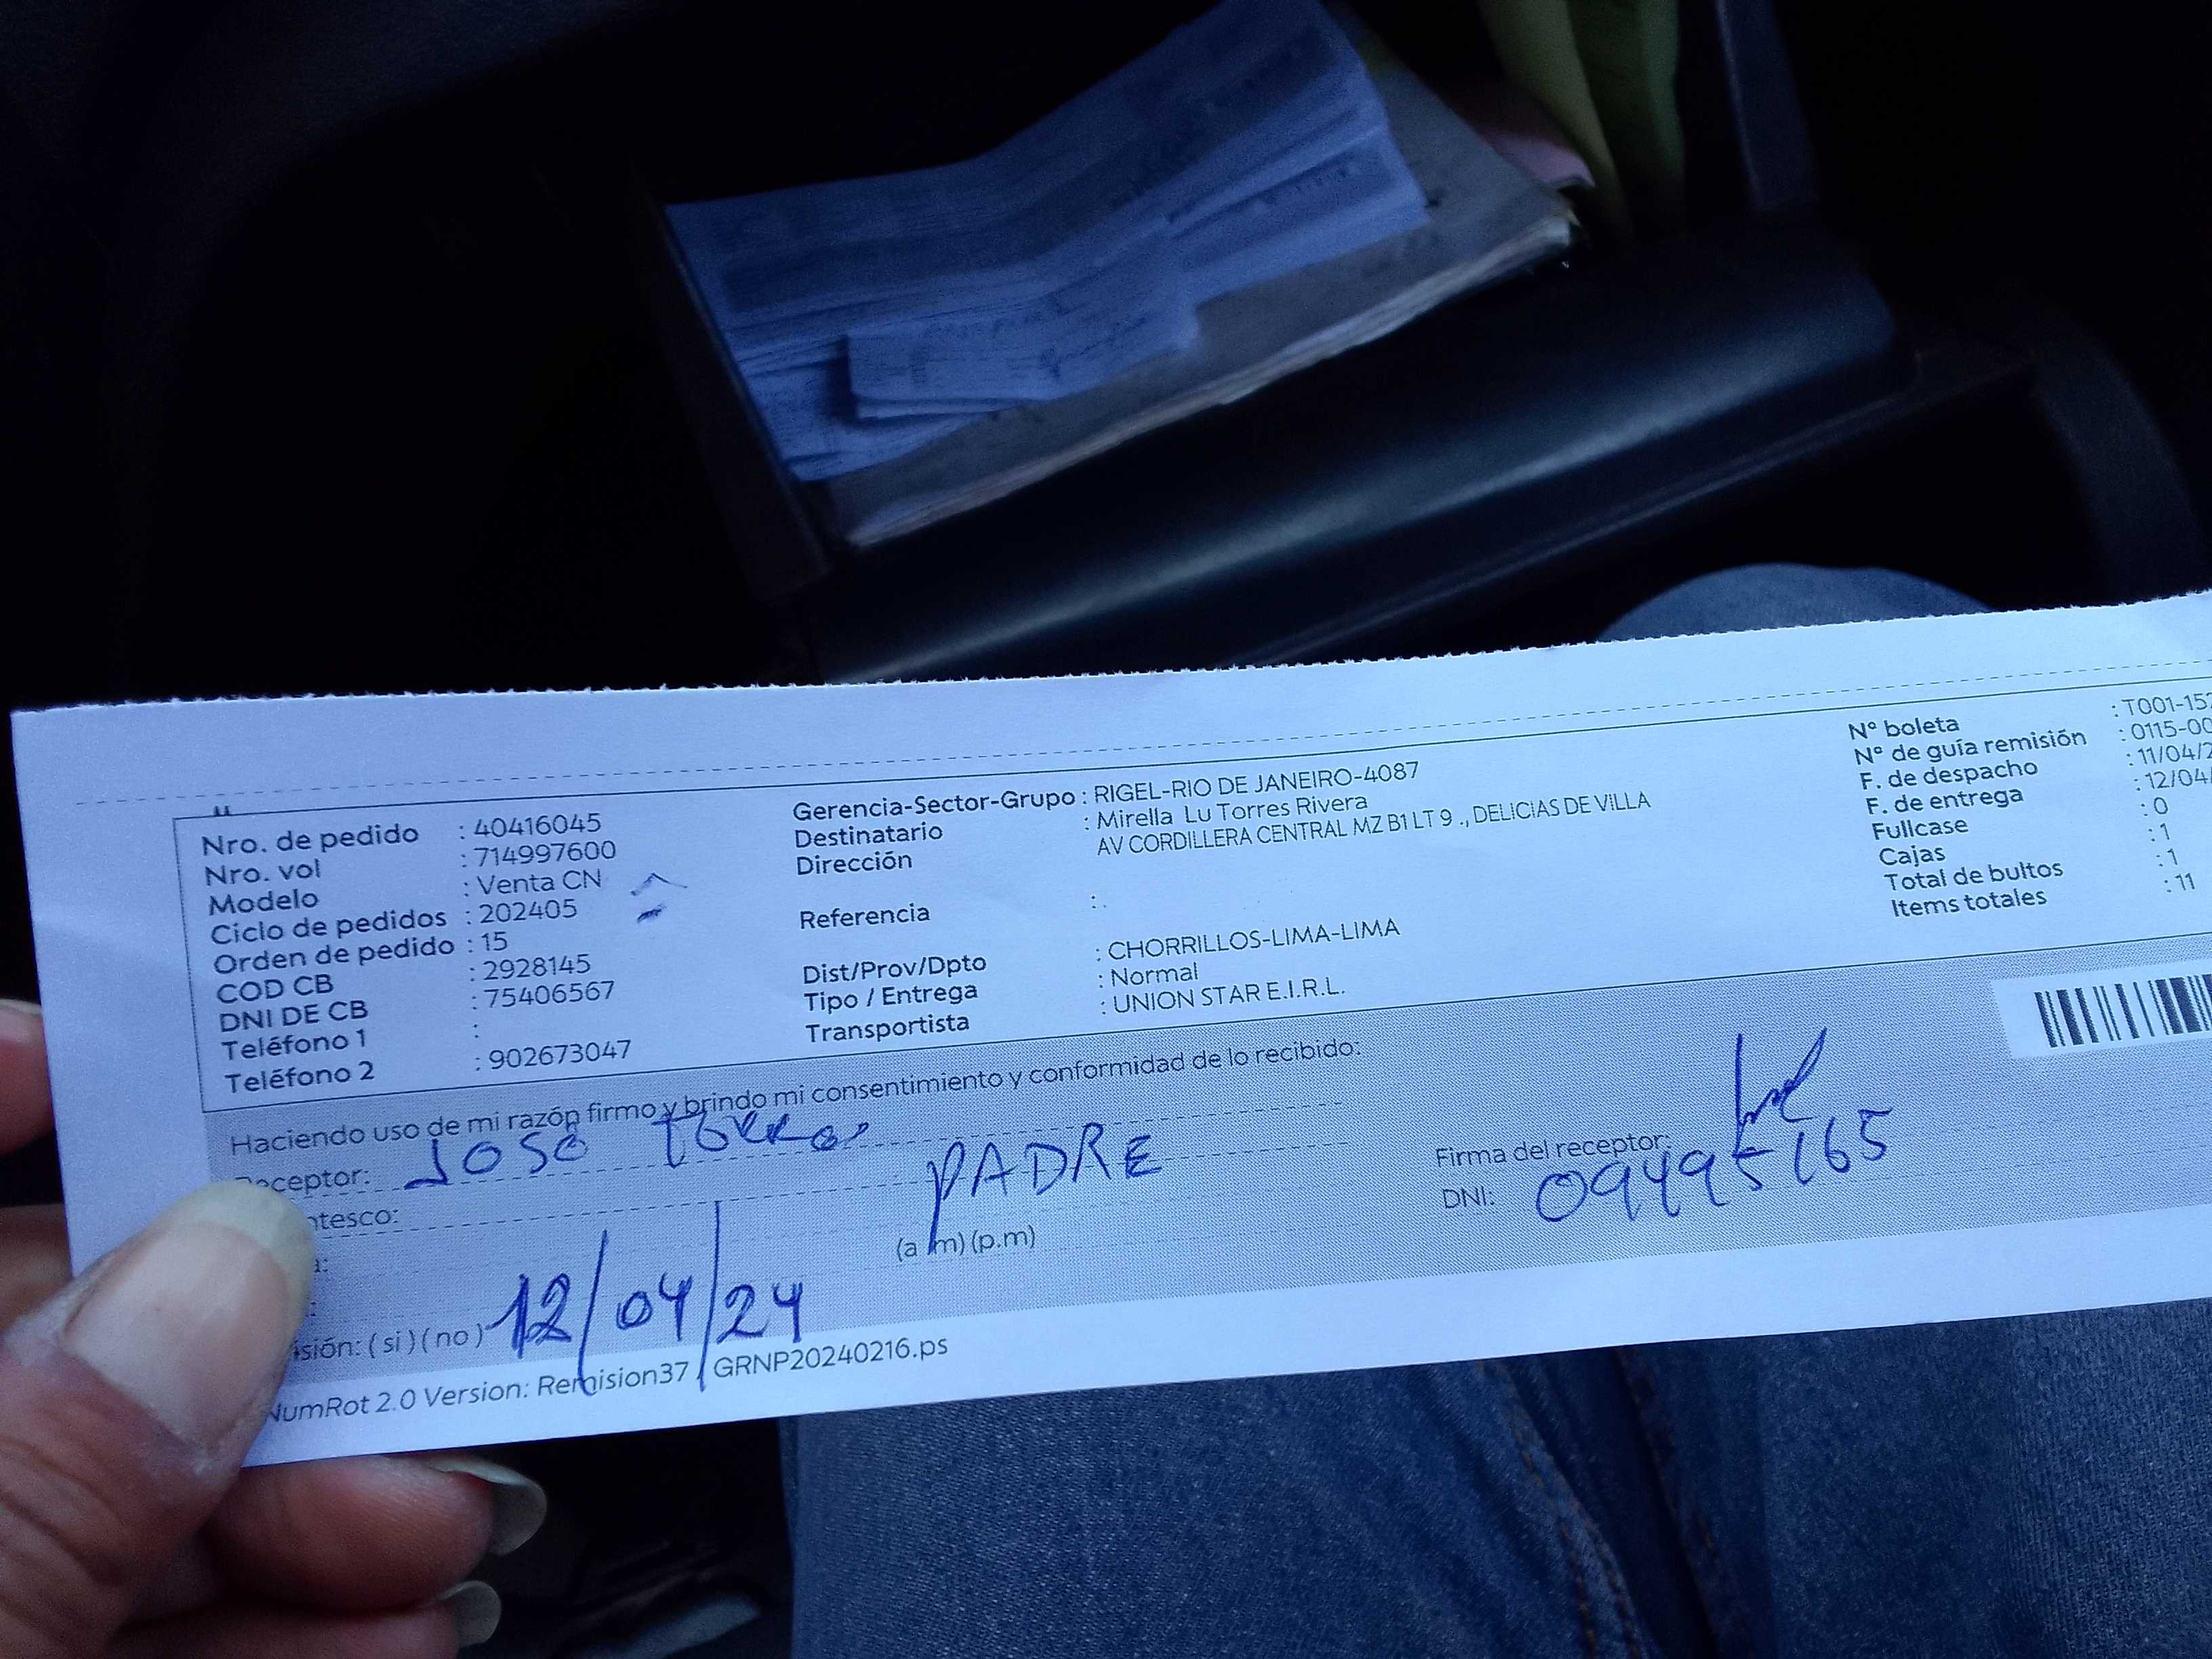 Nro. de pedido : 40416045
Nro. vol : 714997600
Modelo : Venta CN
Ciclo de pedidos : 202405
Orden de pedido : 15
COD CB : 2928145
DNI DE CB : 75406567
Teléfono 1 :
Teléfono 2 : 902673047
Gerencia-Sector-Grupo : RIGEL-RIO DE JANEIRO-4087
Destinatario : Mirella Lu Torres Rivera
Dirección AV CORDILLERA CENTRAL MZ B1 LT 9 ., DELICIAS DE VILLA
Referencia : .
Dist/Prov/Dpto : CHORRILLOS-LIMA-LIMA
Tipo / Entrega : Normal
Transportista : UNION STAR E.I.R.L.
Nº boleta : T001-15
Nº de guía remisión : 0115-00
F. de despacho : 11/04/2
F. de entrega : 12/04/
Fullcase : 0
Cajas : 1
Total de bultos : 1
Items totales : 11
Haciendo uso de mi razón firmo y brindo mi consentimiento y conformidad de lo recibido:
ceptor: JOSE TORRES
ntesco: PADRE
(a.m) (p.m)
isión: ( si ) ( no ) 12/04/24
Firma del receptor:
DNI: 09495165
NumRot 2.0 Version: Remision37 / GRNP20240216.ps